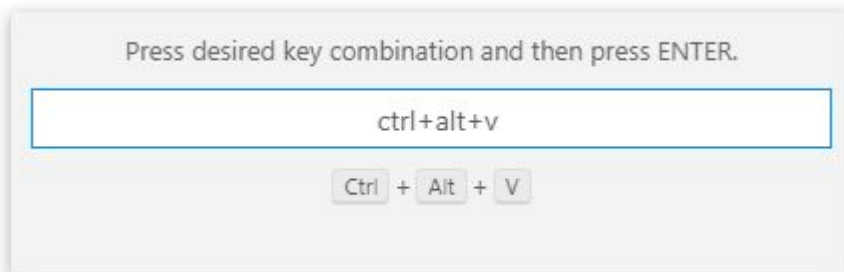 Press desired key combination and then press ENTER.
ctrl+alt+v
Ctrl + Alt + V